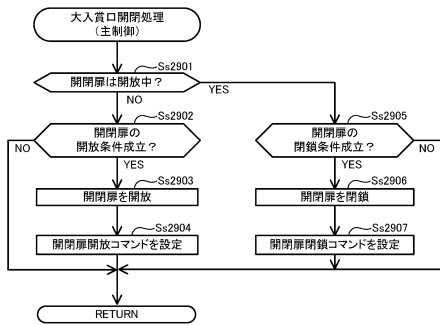 大入賞口開閉処理
（主制御）
Ss2901
開閉扉は開放中？
YES
NO
Ss2902
開閉扉の
開放条件成立？
NO
YES
Ss2903
開閉扉を開放
Ss2904
開閉扉開放コマンドを設定
Ss2905
開閉扉の
閉鎖条件成立？
NO
YES
Ss2906
開閉扉を閉鎖
Ss2907
開閉扉閉鎖コマンドを設定
RETURN